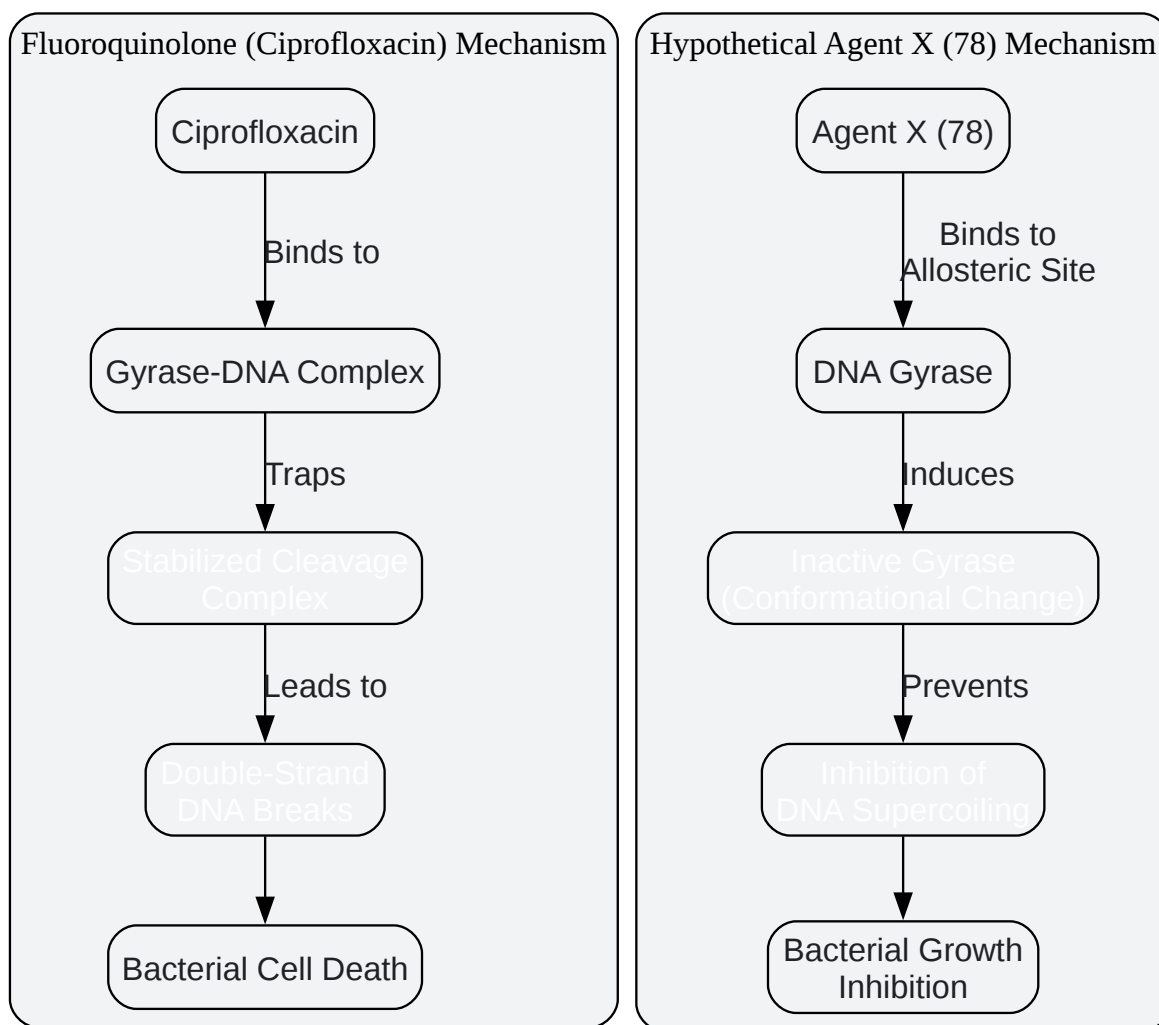 Fluoroquinolone (Ciprofloxacin) Mechanism
Ciprofloxacin
Binds to
Gyrase-DNA Complex
Traps
Stabilized Cleavage
Complex
Leads to
Double-Strand
DNA Breaks
Bacterial Cell Death
Hypothetical Agent X (78) Mechanism
Agent X (78)
Binds to
Allosteric Site
DNA Gyrase
Induces
Inactive Gyrase
(Conformational Change)
Prevents
Inhibition of
DNA Supercoiling
Bacterial Growth
Inhibition